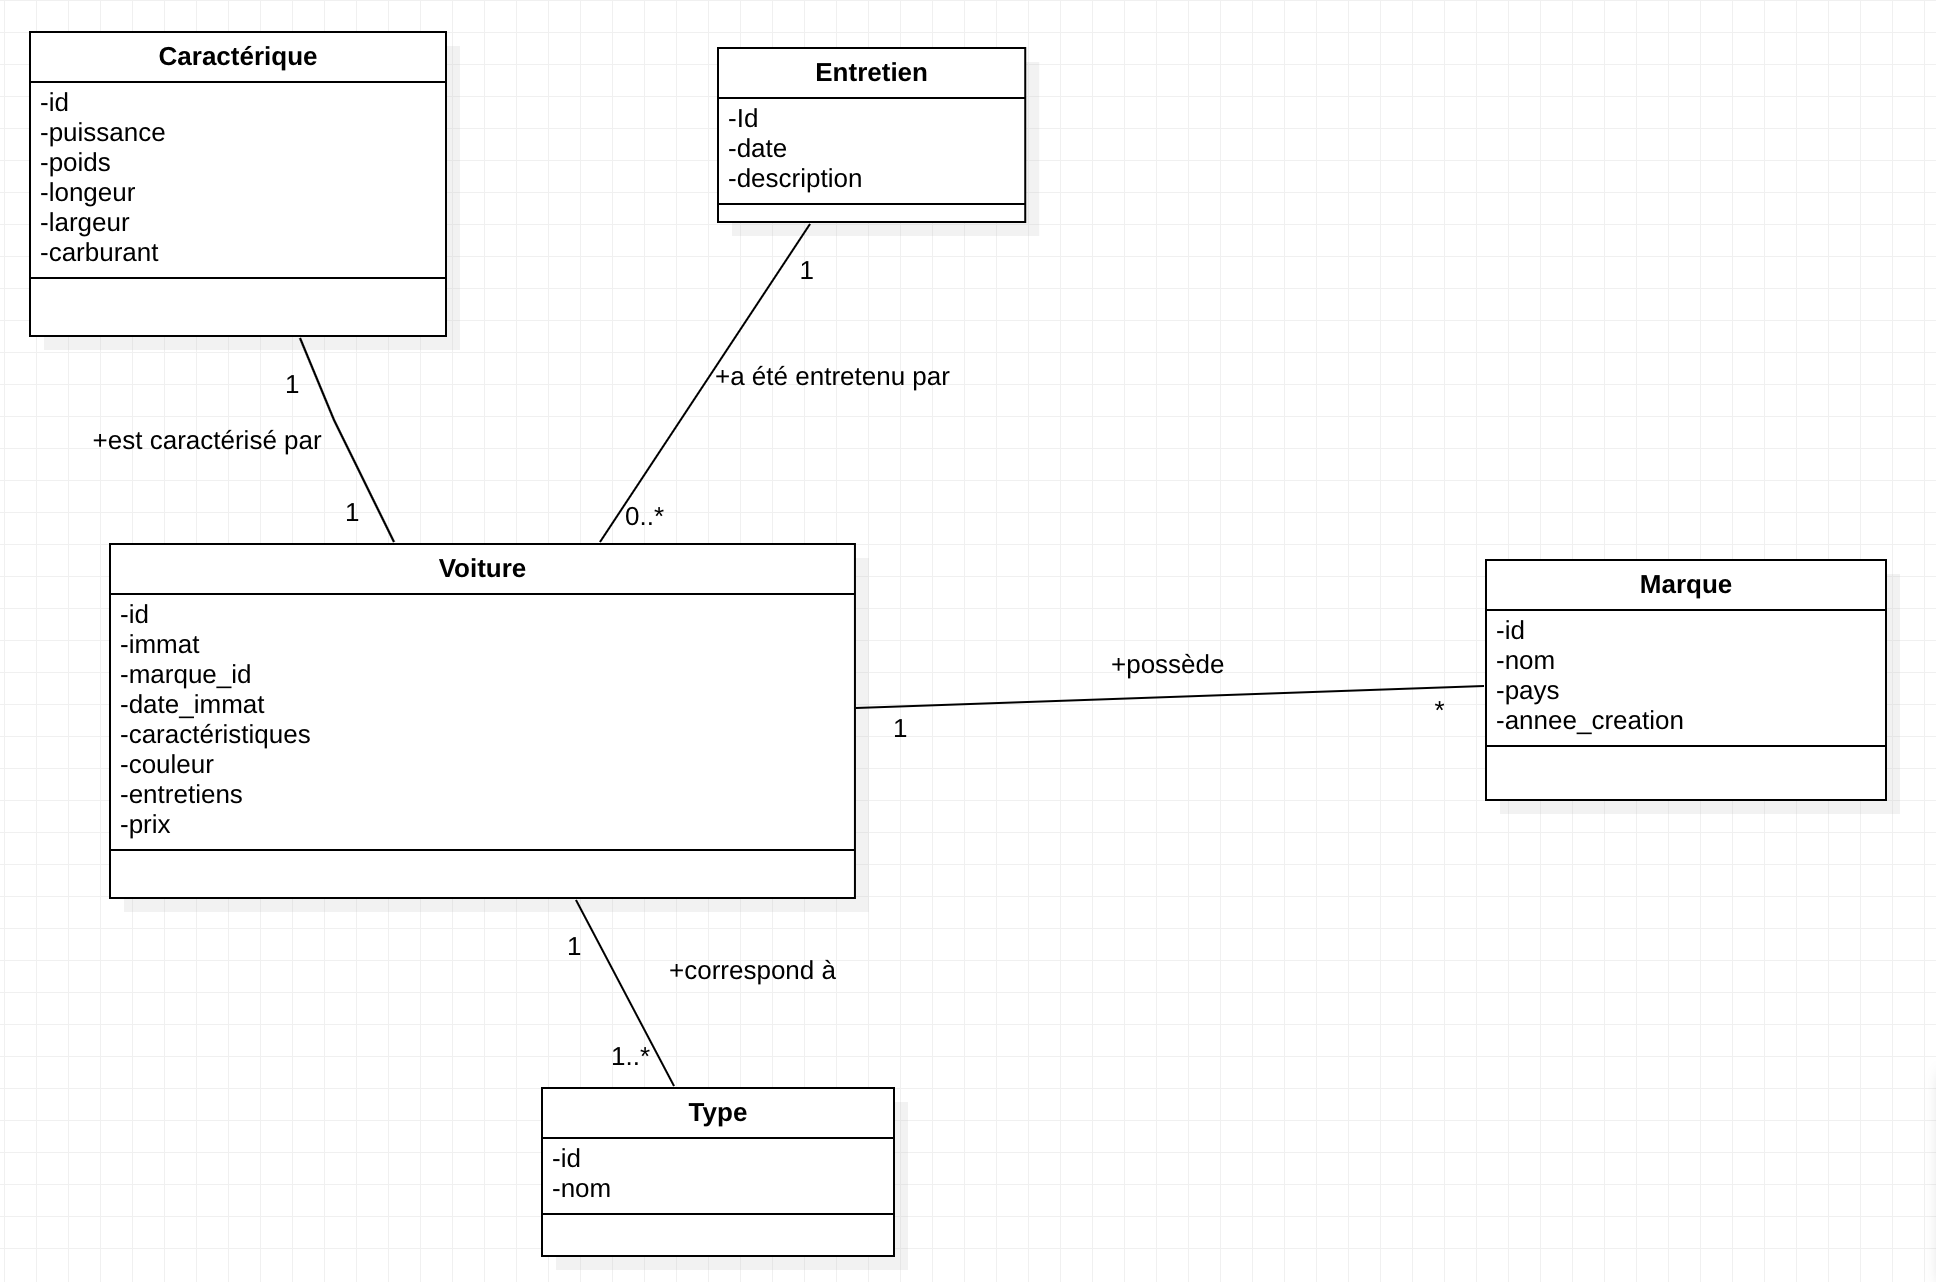 Caractérique
-id
-puissance
-poids
-longeur
-largeur
-carburant
Entretien
-Id
-date
-description
1
+est caractérisé par
1
1
+a été entretenu par
0..*
Voiture
-id
-immat
-marque_id
-date_immat
-caractéristiques
-couleur
-entretiens
-prix
+possède
1
*
Marque
-id
-nom
-pays
-annee_creation
1
+correspond à
1..*
Type
-id
-nom